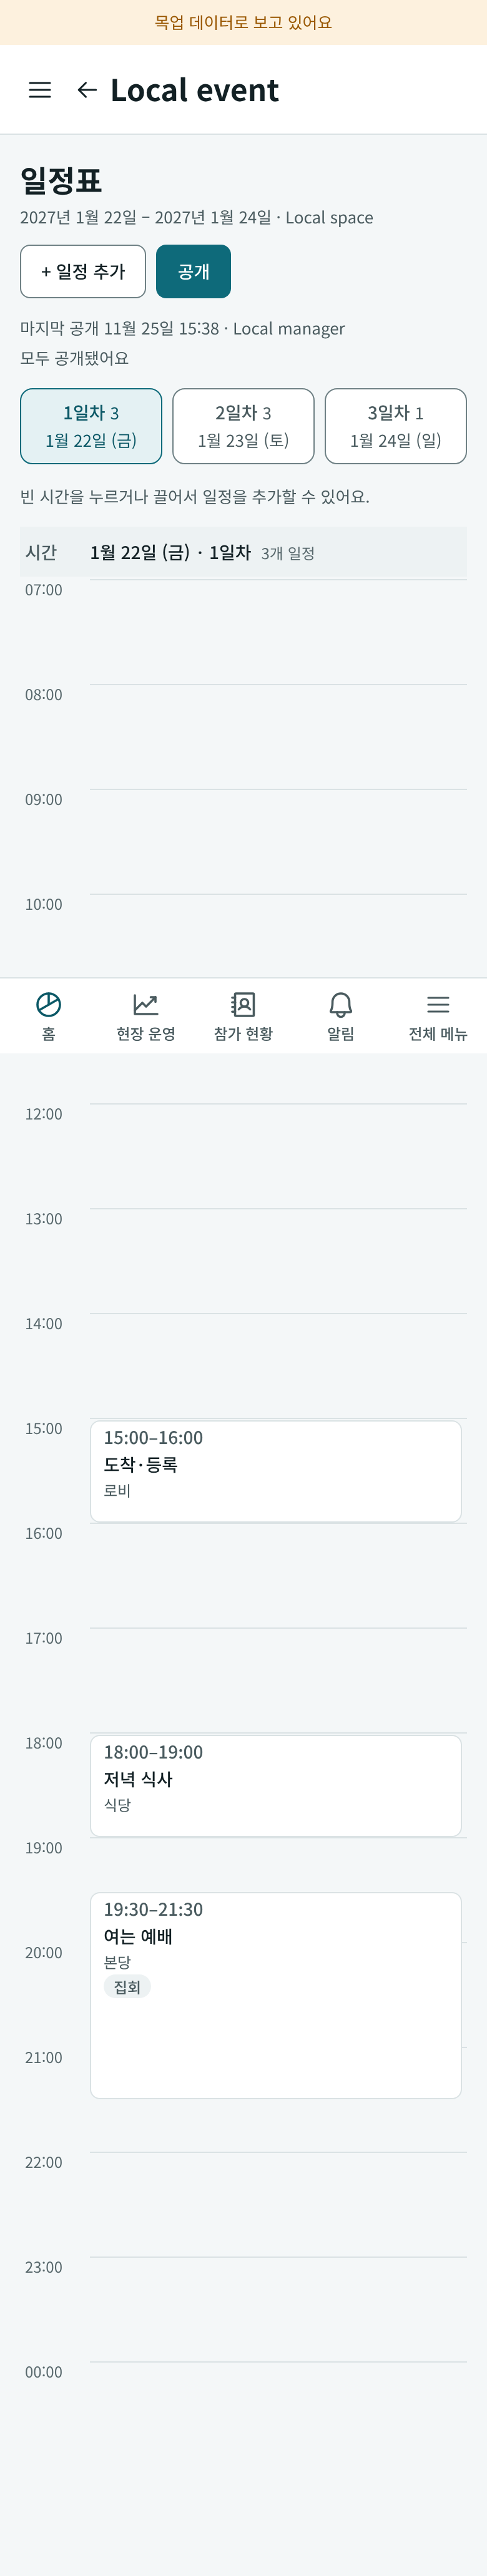 목업 데이터로 보고 있어요
Local event
일정표
2027년 1월 22일 – 2027년 1월 24일 · Local space
+ 일정 추가
공개
마지막 공개 11월 25일 15:38 · Local manager
모두 공개됐어요
1일차 3
1월 22일 (금)
2일차 3
1월 23일 (토)
3일차 1
1월 24일 (일)
빈 시간을 누르거나 끌어서 일정을 추가할 수 있어요.
시간
1월 22일 (금) · 1일차 3개 일정
07:00
08:00
09:00
10:00
홈
현장 운영
참가 현황
알림
전체 메뉴
12:00
13:00
14:00
15:00
15:00–16:00
도착·등록
로비
16:00
17:00
18:00
18:00–19:00
저녁 식사
식당
19:00
19:30–21:30
여는 예배
본당
집회
20:00
21:00
22:00
23:00
00:00